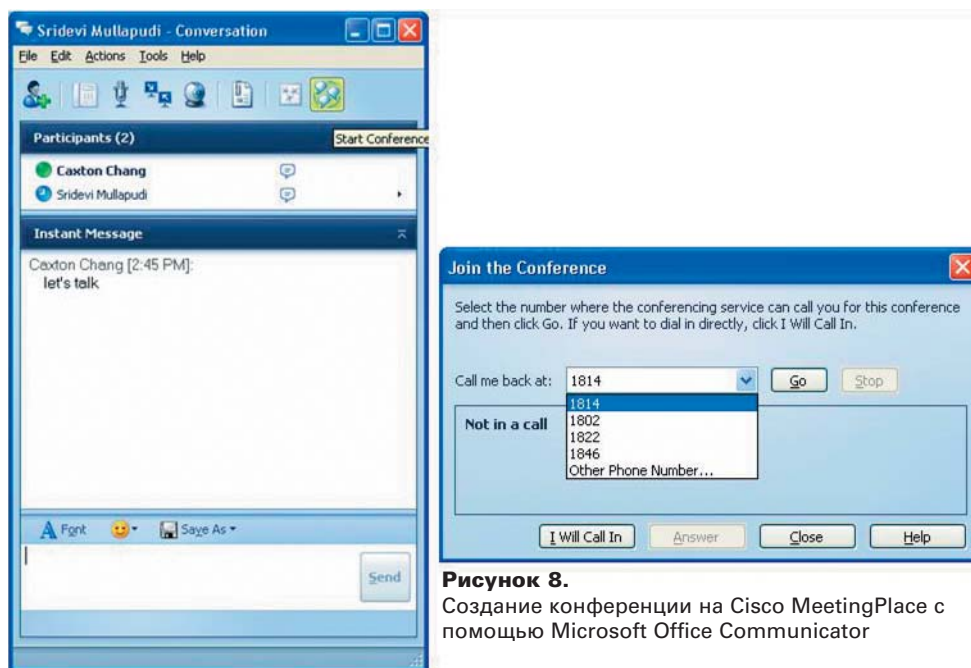 Sridevi Mullapudi - Conversation
File Edit Actions Tools Help
Participants (2)
Start Conference
Caxton Chang
Sridevi Mullapudi
Instant Message
Caxton Chang [2:45 PM]:
let's talk
Font
Save As
Send
Join the Conference
Select the number where the conferencing service can call you for this conference
and then click Go. If you want to dial in directly, click I Will Call In.
Call me back at: 1814 Go Stop
1814
Not in a call
1802
1822
1846
Other Phone Number...
I Will Call In Answer Close Help
Рисунок 8.
Создание конференции на Cisco MeetingPlace с
помощью Microsoft Office Communicator